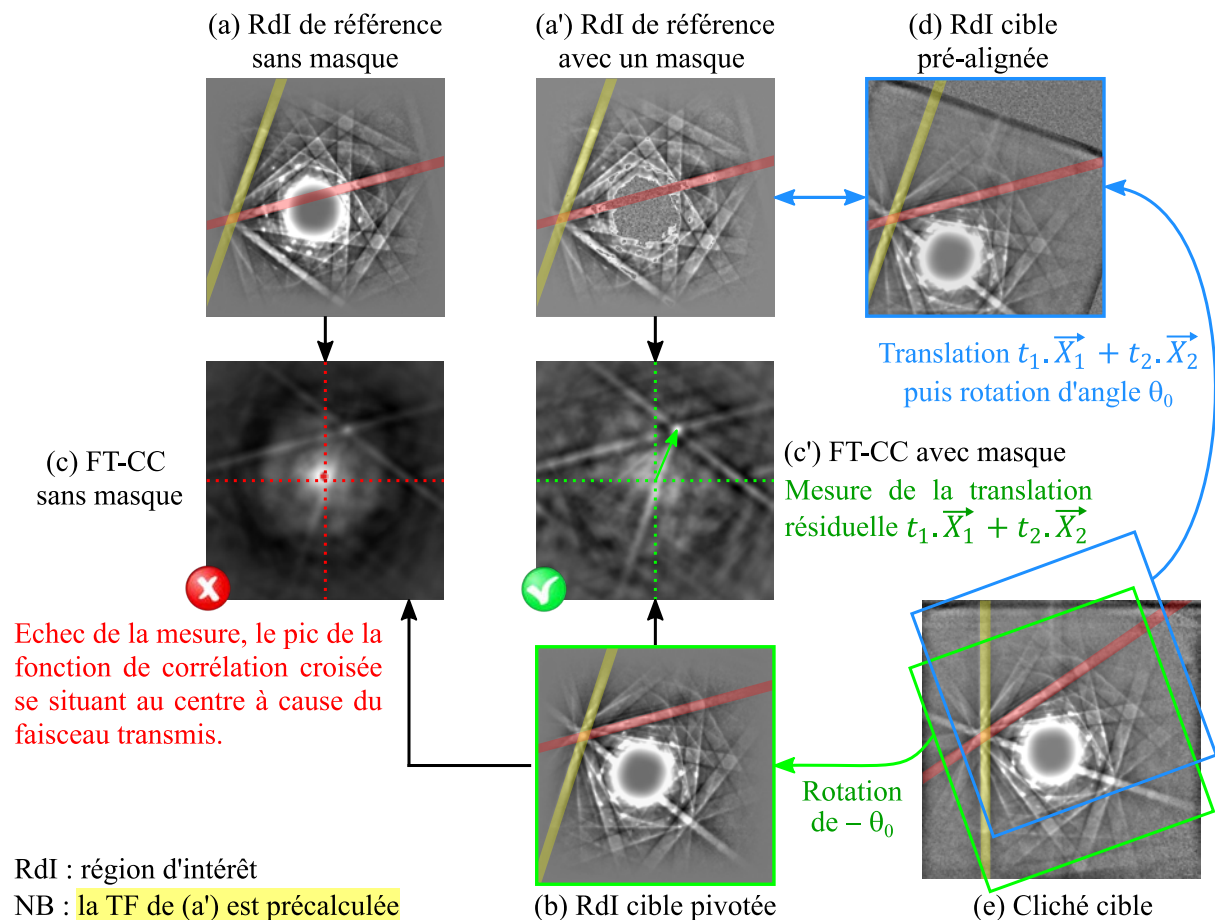 (a) RdI de référence
sans masque
(a') RdI de référence
avec un masque
(d) RdI cible
pré-alignée
Translation t₁.X₁ + t₂.X₂
puis rotation d'angle θ₀
(c) FT-CC
sans masque
(c') FT-CC avec masque
Mesure de la translation
résiduelle t₁.X₁ + t₂.X₂
Echec de la mesure, le pic de la
fonction de corrélation croisée
se situant au centre à cause du
faisceau transmis.
Rotation
de – θ₀
RdI : région d'intérêt
NB : la TF de (a') est précalculée
(b) RdI cible pivotée
(e) Cliché cible